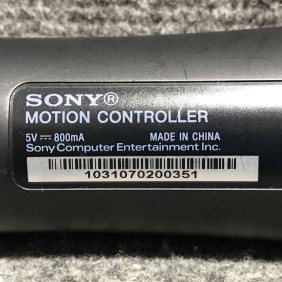 SONY®
MOTION CONTROLLER
5V⎓800mA MADE IN CHINA
Sony Computer Entertainment Inc.
1031070200351